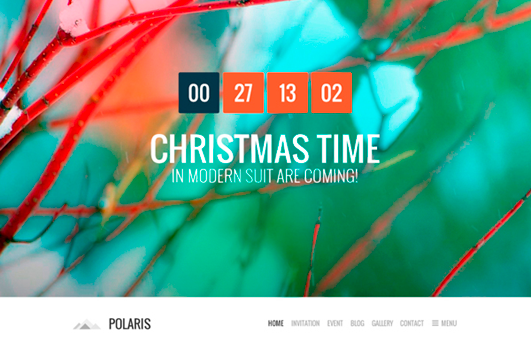 00 27 13 02
CHRISTMAS TIME
IN MODERN SUIT ARE COMING!
POLARIS HOME INVITATION EVENT BLOG GALLERY CONTACT MENU